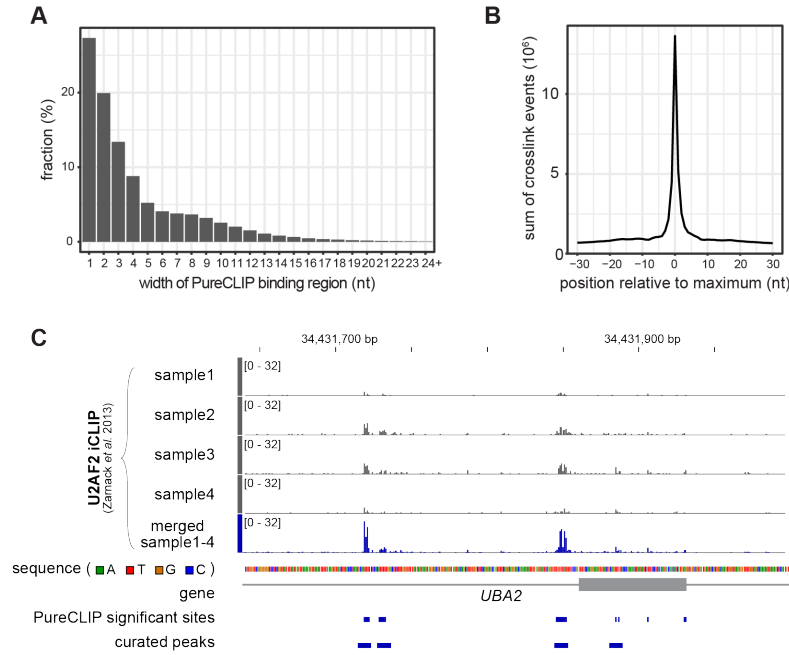 A
fraction (%)
20
10
0
1 2 3 4 5 6 7 8 9 10 11 12 13 14 15 16 17 18 19 20 21 22 23 24+
width of PureCLIP binding region (nt)
B
sum of crosslink events (10⁶)
10
5
0
−30 −20 −10 0 10 20 30
position relative to maximum (nt)
C
34,431,700 bp 34,431,900 bp
U2AF2 iCLIP
(Zarnack et al. 2013)
sample1 [0 - 32]
sample2 [0 - 32]
sample3 [0 - 32]
sample4 [0 - 32]
merged [0 - 32]
sample1-4
sequence ( A T G C )
gene
UBA2
PureCLIP significant sites
curated peaks